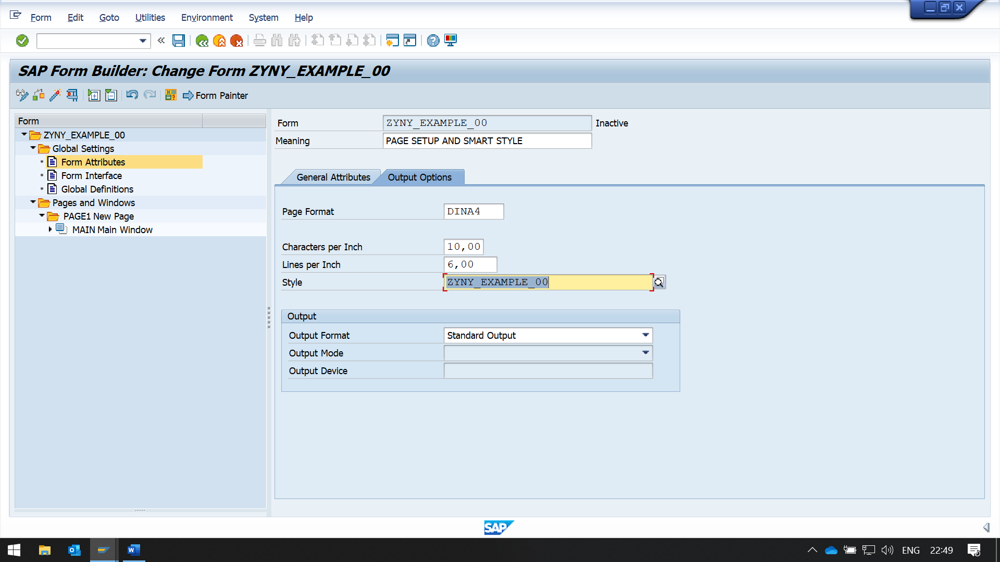 Form Edit Goto Utilities Environment System Help
SAP Form Builder: Change Form ZYNY_EXAMPLE_00
Form Painter
Form
ZYNY_EXAMPLE_00
Global Settings
Form Attributes
Form Interface
Global Definitions
Pages and Windows
PAGE1 New Page
MAIN Main Window
Form ZYNY_EXAMPLE_00 Inactive
Meaning PAGE SETUP AND SMART STYLE
General Attributes Output Options
Page Format DINA4
Characters per Inch 10,00
Lines per Inch 6,00
Style ZYNY_EXAMPLE_00
Output
Output Format Standard Output
Output Mode
Output Device
SAP
ENG 22:49